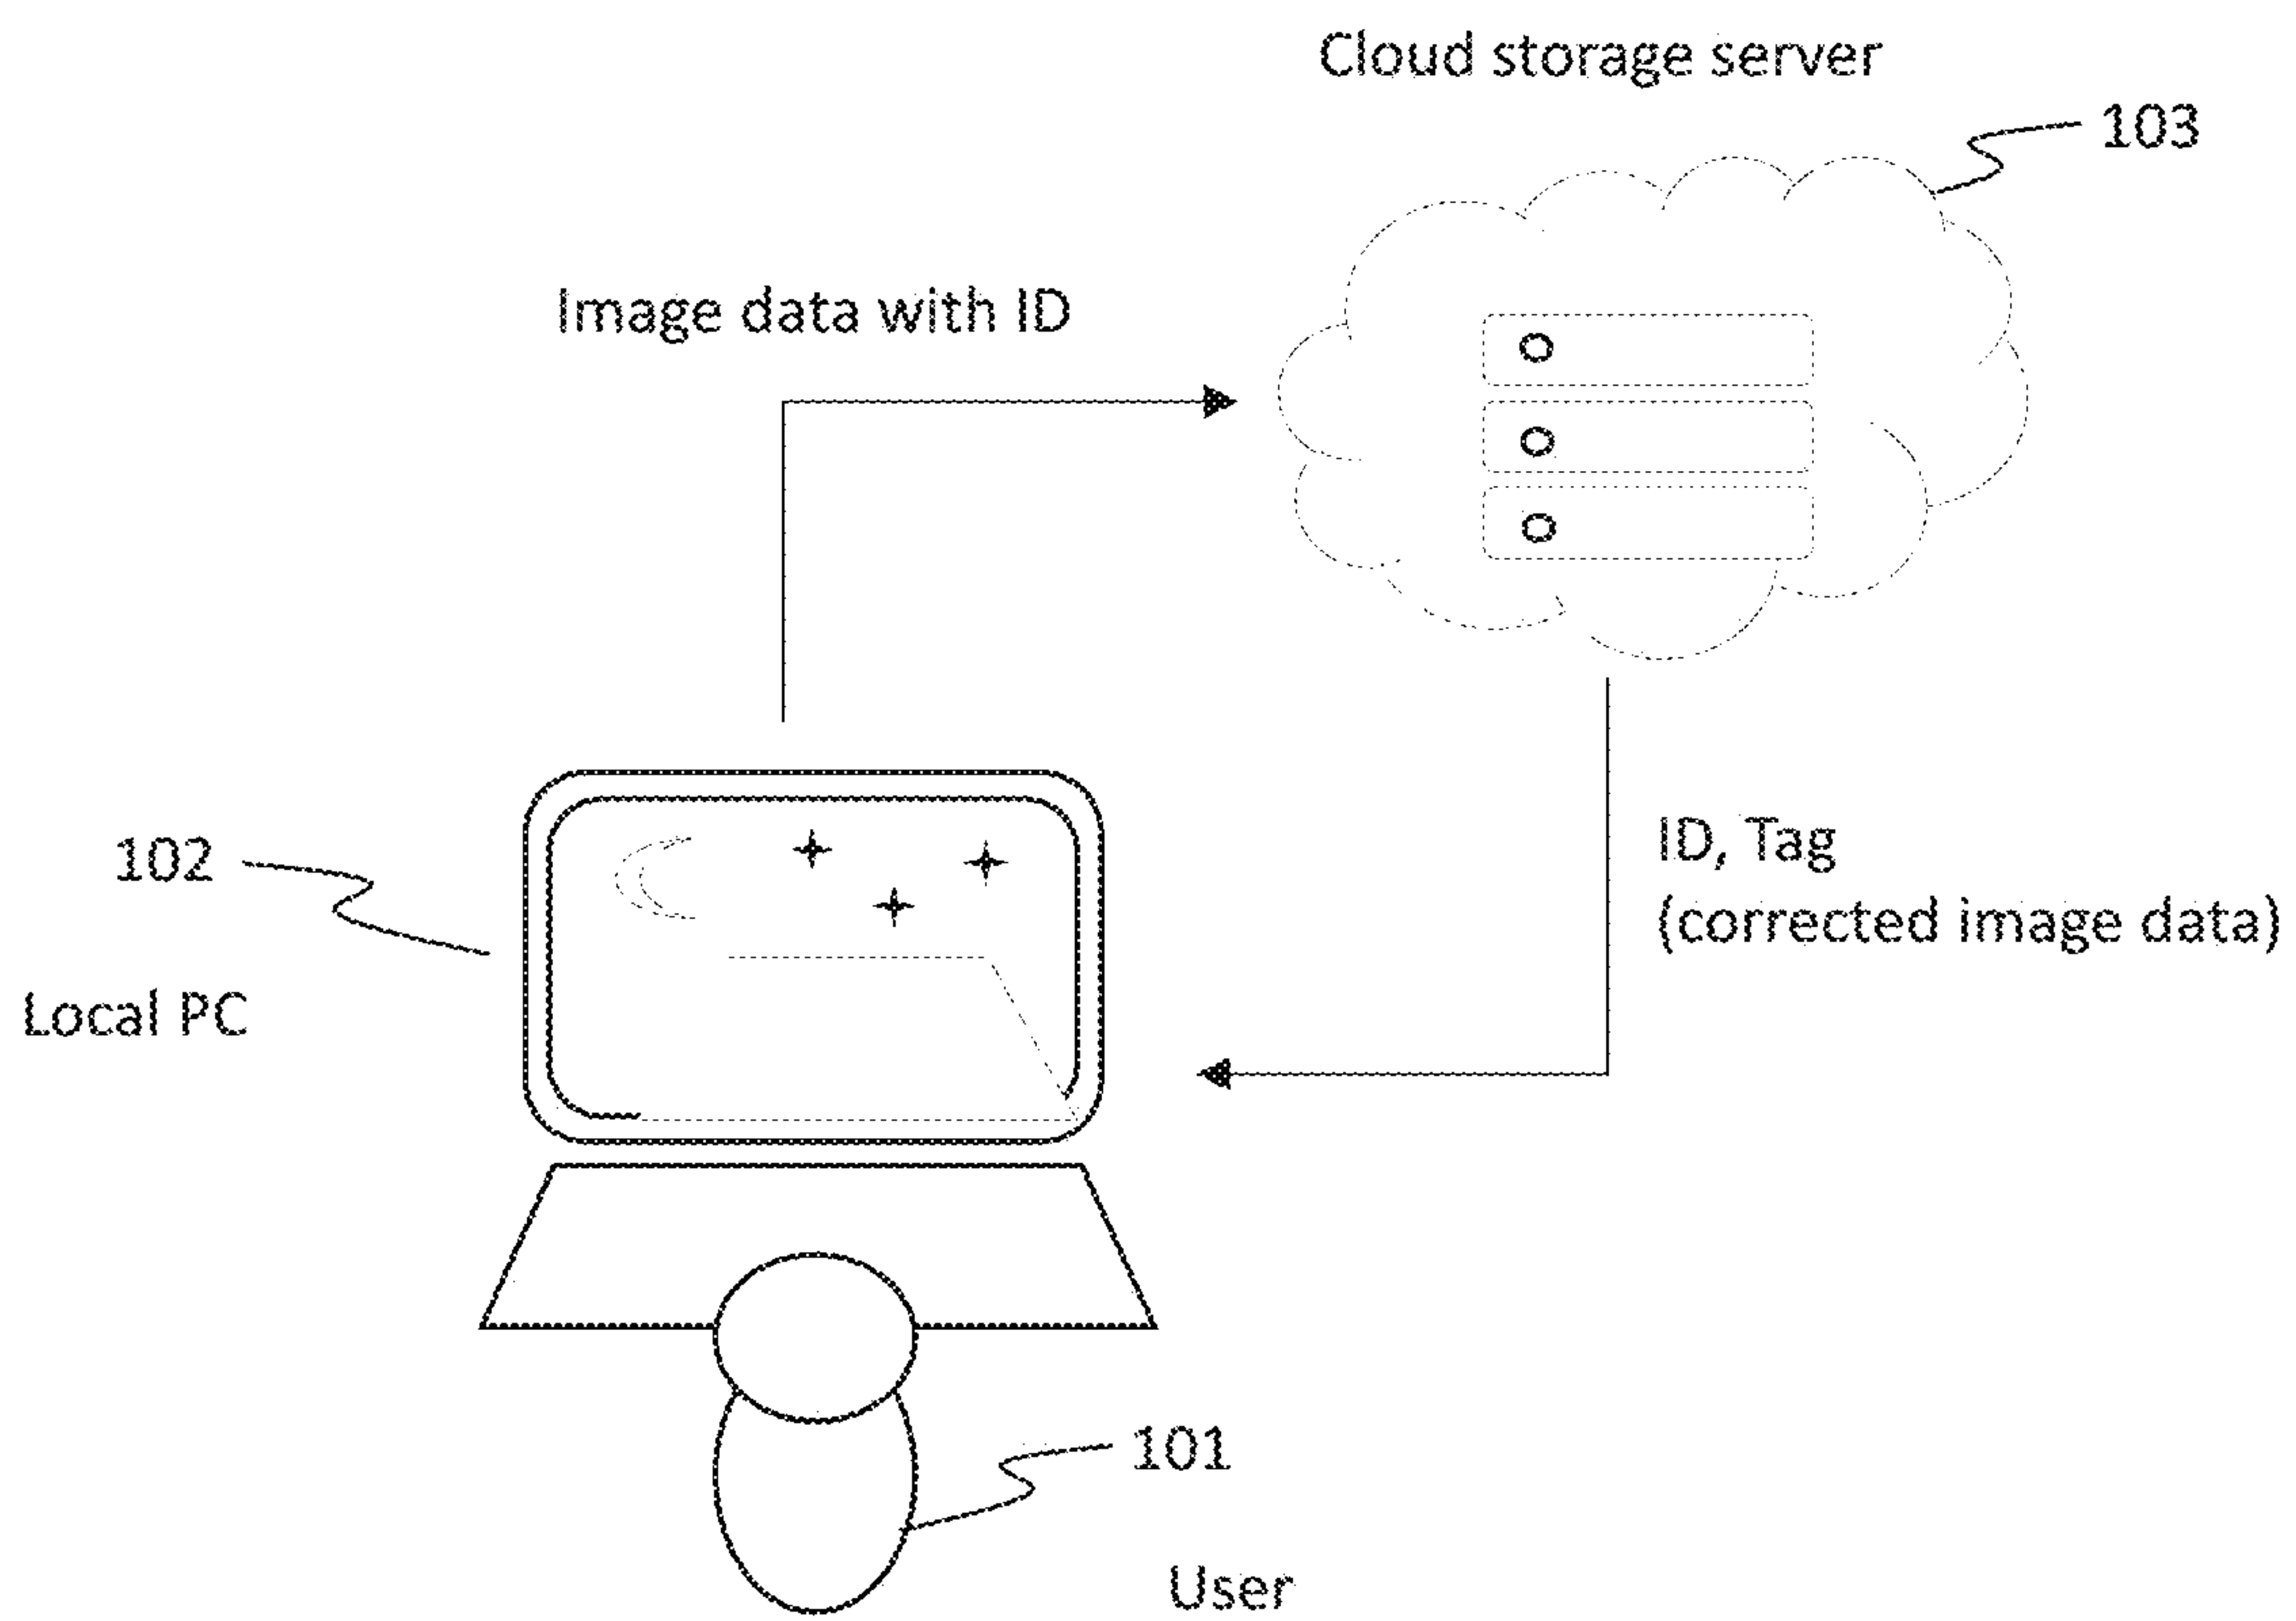 Cloud storage server
103
Image data with ID
102
ID, Tag
(corrected image data)
Local PC
101
User